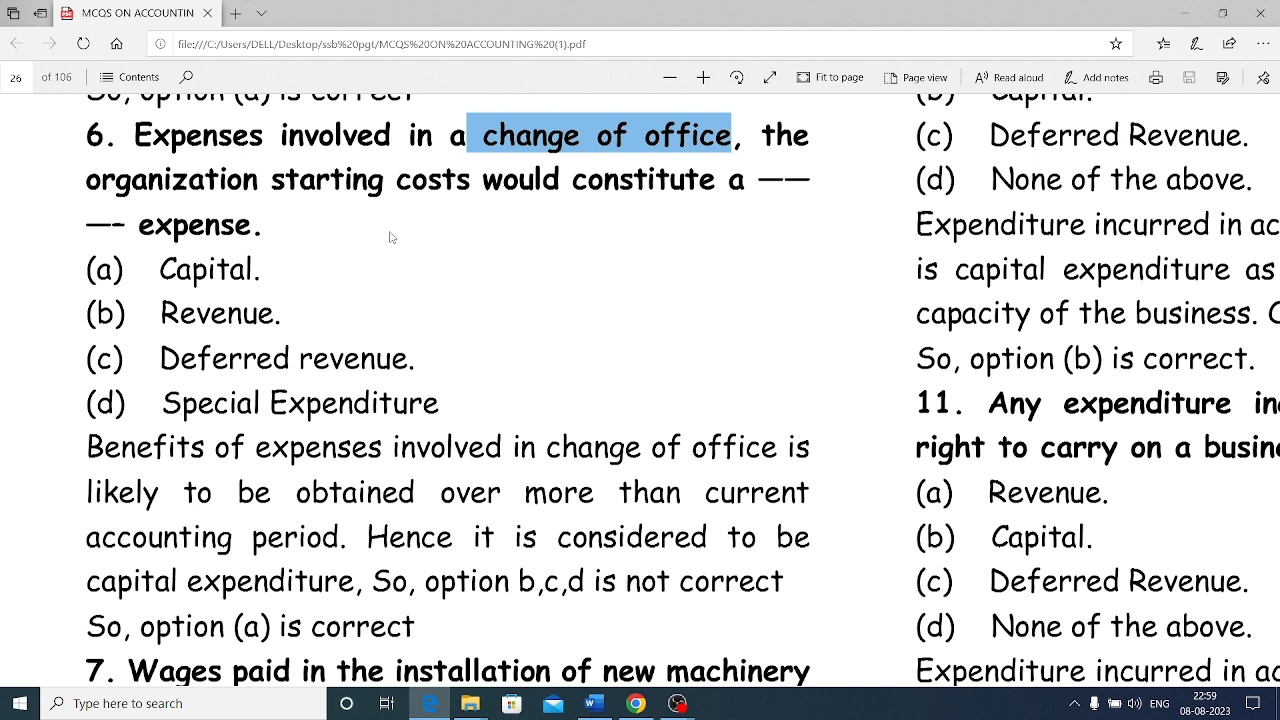 MCQS ON ACCOUNTIN
file:///C:/Users/DELL/Desktop/ssb%20pgt/MCQS%20ON%20ACCOUNTING%20(1).pdf
26 of 106 Contents Fit to page Page view Read aloud Add notes
So, option (a) is correct
6. Expenses involved in a change of office, the
organization starting costs would constitute a ——
—– expense.
(a) Capital.
(b) Revenue.
(c) Deferred revenue.
(d) Special Expenditure
Benefits of expenses involved in change of office is
likely to be obtained over more than current
accounting period. Hence it is considered to be
capital expenditure, So, option b,c,d is not correct
So, option (a) is correct
7. Wages paid in the installation of new machinery
(b) Capital.
(c) Deferred Revenue.
(d) None of the above.
Expenditure incurred in ac
is capital expenditure as
capacity of the business. 
So, option (b) is correct.
11. Any expenditure in
right to carry on a busin
(a) Revenue.
(b) Capital.
(c) Deferred Revenue.
(d) None of the above.
Expenditure incurred in ac
Type here to search
ENG
22:59
08-08-2023